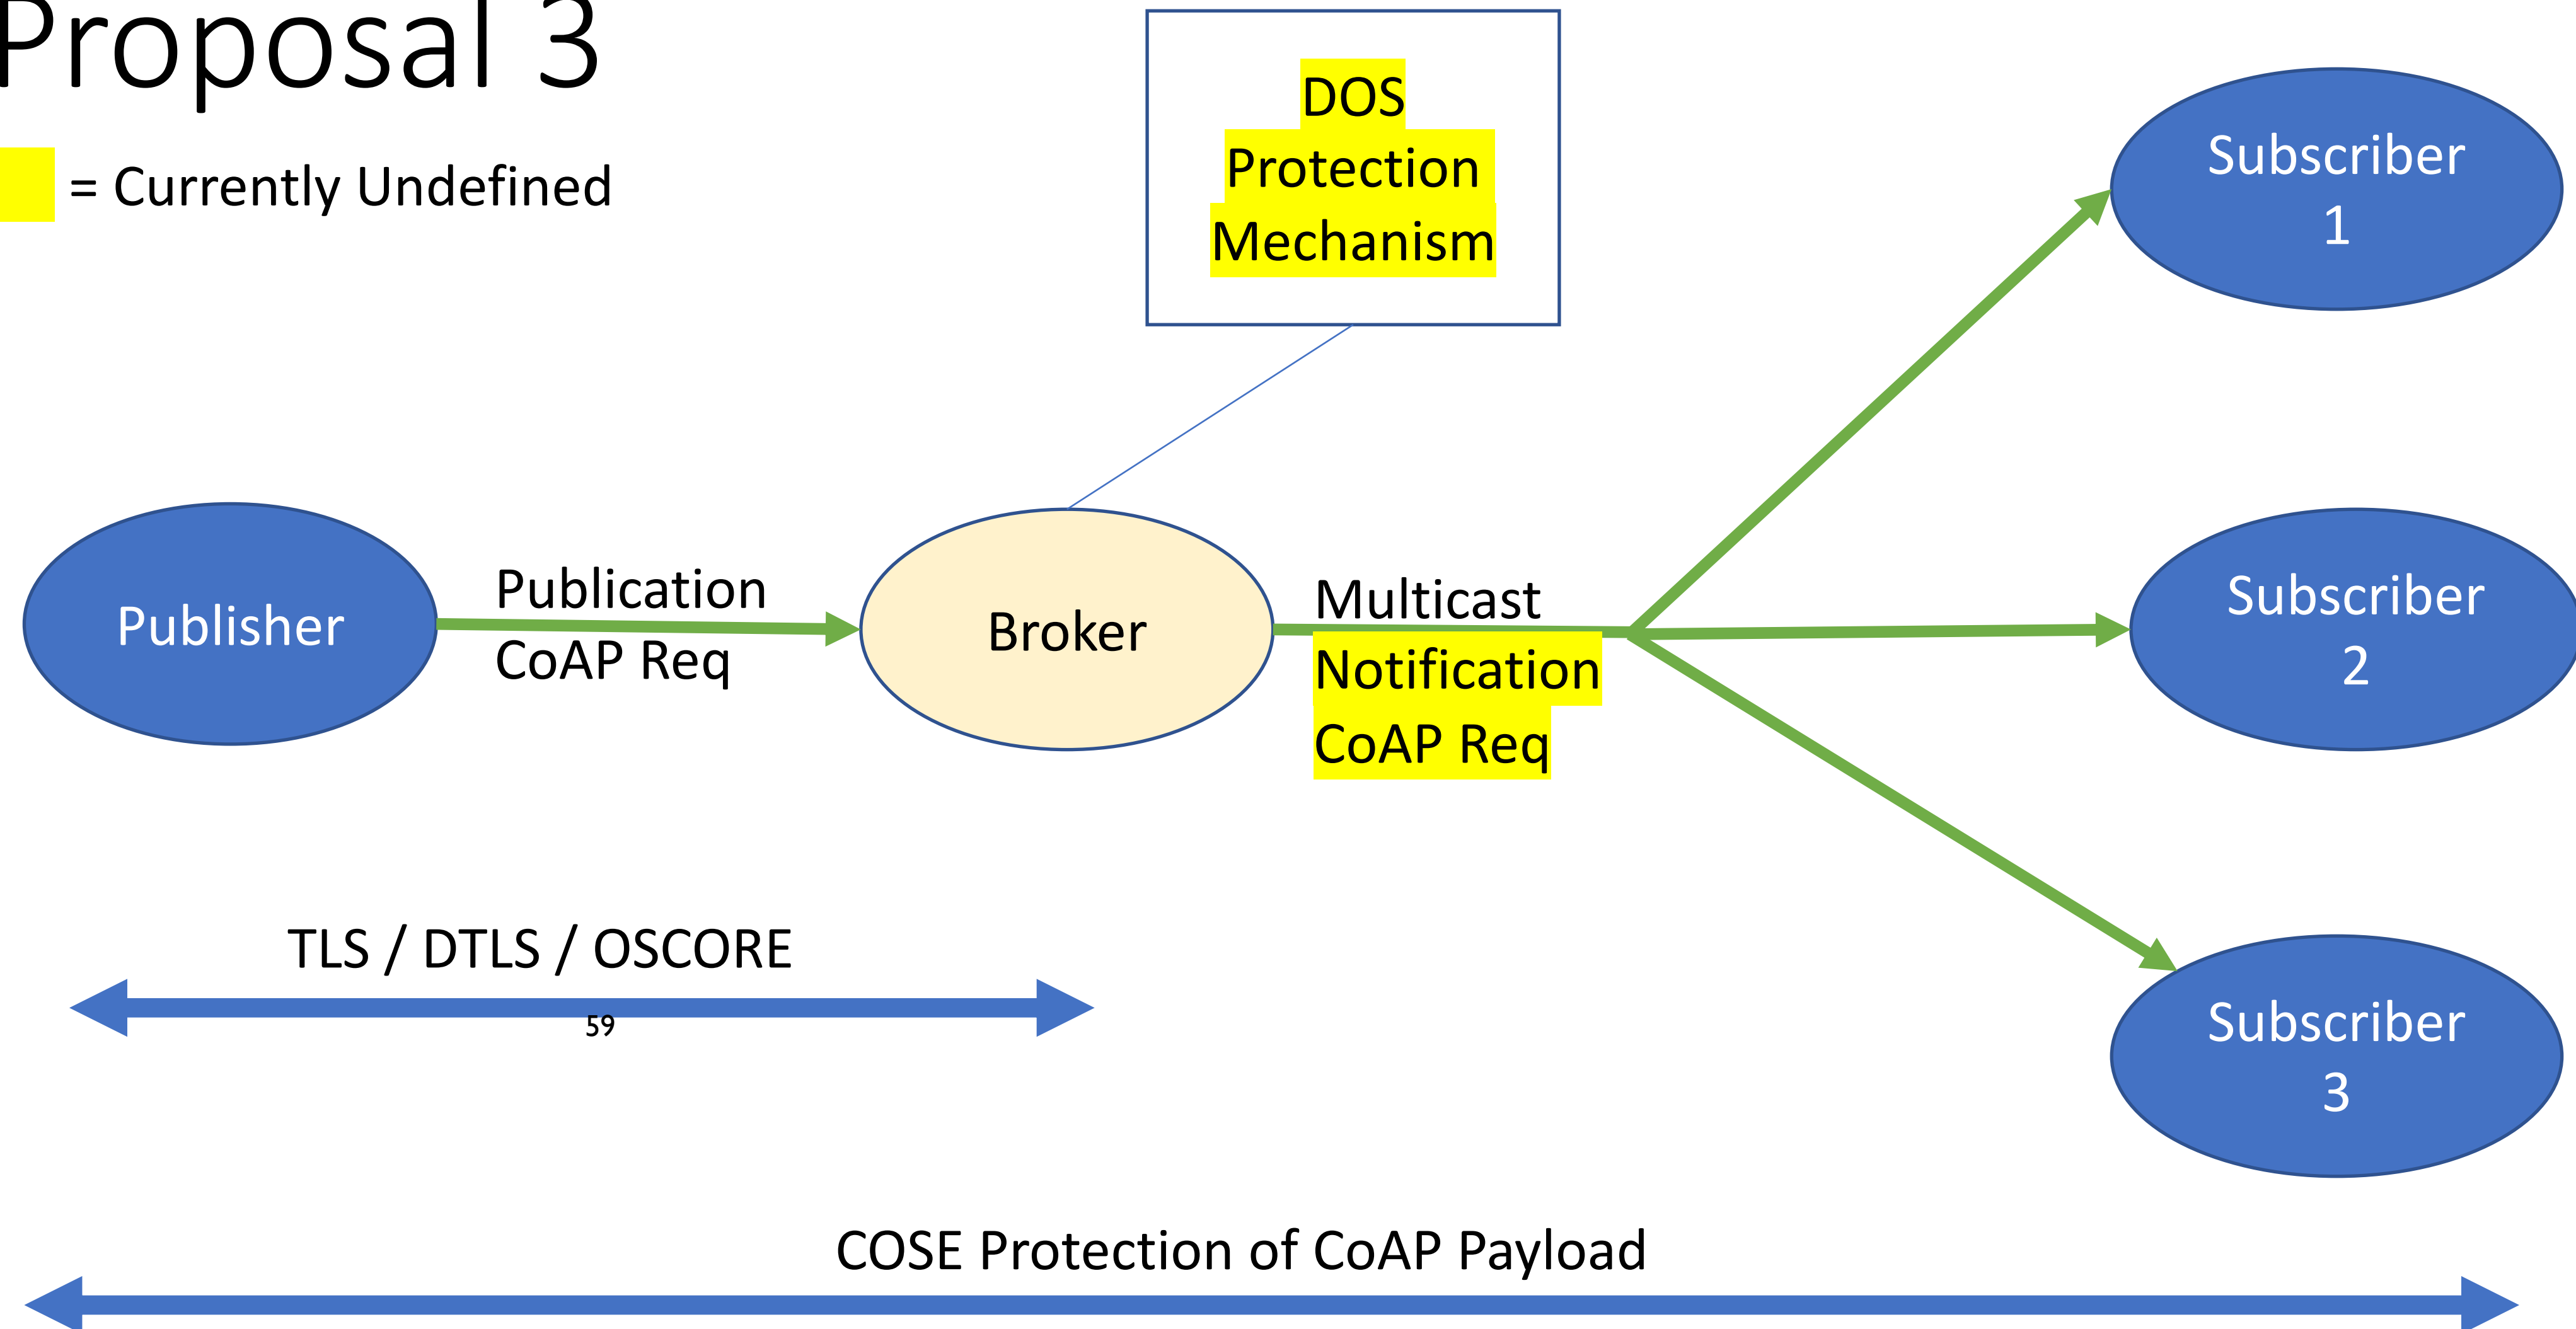 Proposal 3
= Currently Undefined
DOS
Protection
Mechanism
Subscriber
1
Publisher
Publication
CoAP Req
Broker
Multicast
Notification
CoAP Req
Subscriber
2
TLS / DTLS / OSCORE
59
Subscriber
3
COSE Protection of CoAP Payload